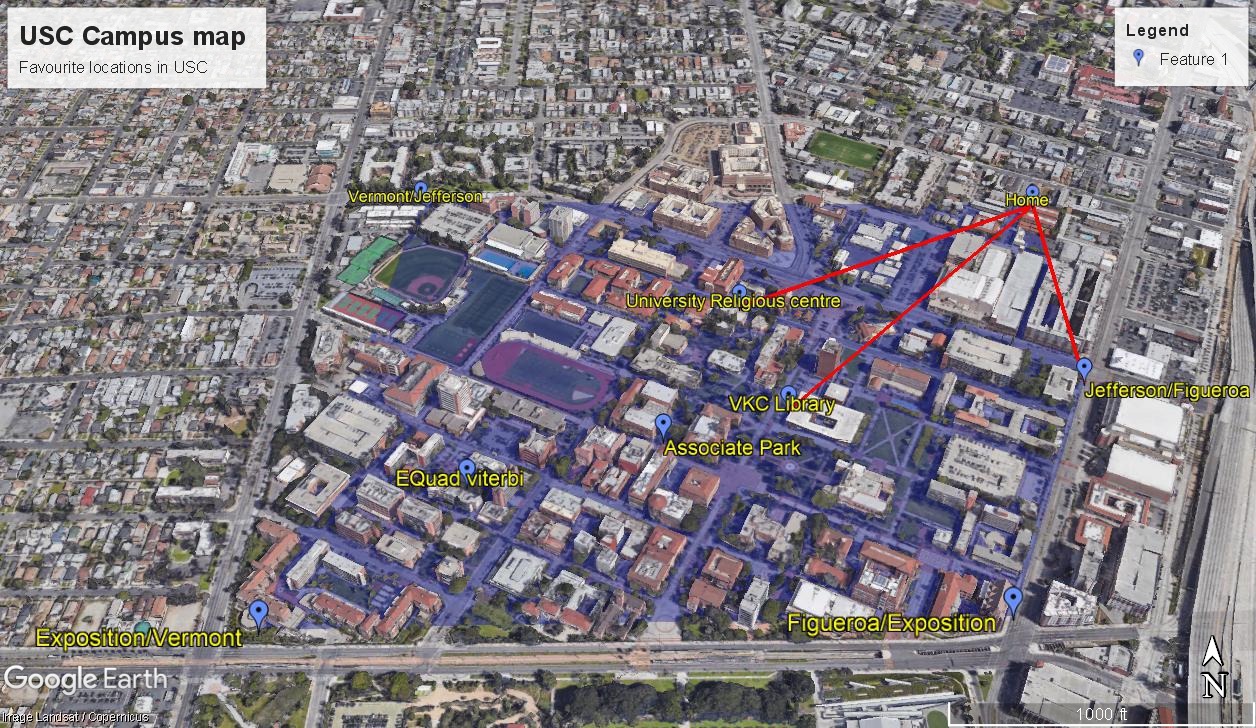 USC Campus map
Favourite locations in USC
Legend
Feature 1
Vermont/Jefferson
Home
University Religious centre
Jefferson/Figueroa
VKC Library
Associate Park
EQuad viterbi
Exposition/Vermont
Figueroa/Exposition
Google Earth
N
Image Landsat / Copernicus
1000 ft